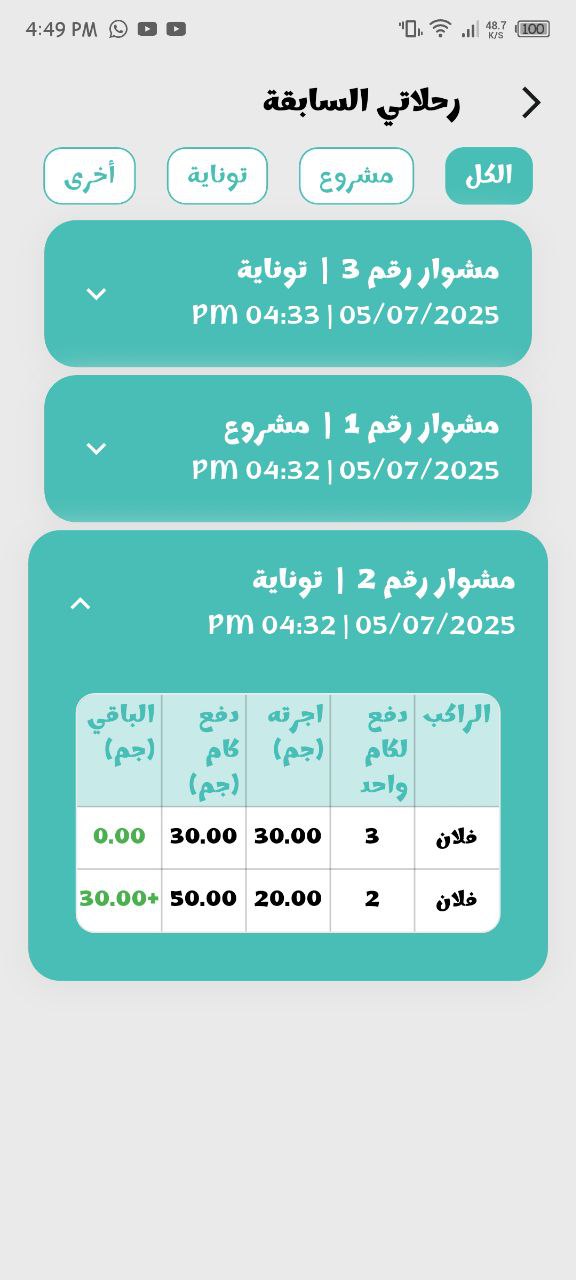 4:49 PM
48.7 K/S
100
رحلاتي السابقة
الكل
مشروع
توناية
أخرى
مشوار رقم 3 | توناية
05/07/2025 | 04:33 PM
مشوار رقم 1 | مشروع
05/07/2025 | 04:32 PM
مشوار رقم 2 | توناية
05/07/2025 | 04:32 PM
الراكب
دفع لكام واحد
اجرته (جم)
دفع كام (جم)
الباقي (جم)
فلان 3 30.00 30.00 0.00
فلان 2 20.00 50.00 +30.00